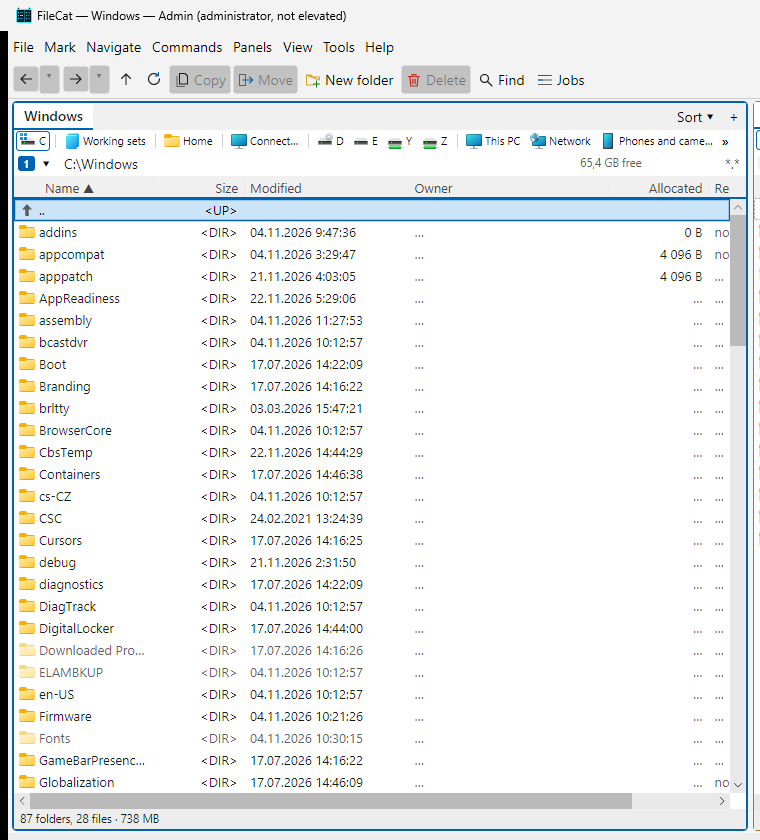 FileCat — Windows — Admin (administrator, not elevated)
File Mark Navigate Commands Panels View Tools Help
Copy Move New folder Delete Find Jobs
Windows Sort ▾ +
C Working sets Home Connect... D E Y Z This PC Network Phones and came... »
1 ▾ C:\Windows 65,4 GB free *.*
Name ▲ Size Modified Owner Allocated Re
.. <UP>
addins <DIR> 04.11.2026 9:47:36 ... 0 B no
appcompat <DIR> 04.11.2026 3:29:47 ... 4 096 B no
apppatch <DIR> 21.11.2026 4:03:05 ... 4 096 B ...
AppReadiness <DIR> 22.11.2026 5:29:06 ... ... ...
assembly <DIR> 04.11.2026 11:27:53 ... ... ...
bcastdvr <DIR> 04.11.2026 10:12:57 ... ... ...
Boot <DIR> 17.07.2026 14:22:09 ... ... ...
Branding <DIR> 17.07.2026 14:16:22 ... ... ...
brltty <DIR> 03.03.2026 15:47:21 ... ... ...
BrowserCore <DIR> 04.11.2026 10:12:57 ... ... ...
CbsTemp <DIR> 22.11.2026 14:44:29 ... ... ...
Containers <DIR> 17.07.2026 14:46:38 ... ... ...
cs-CZ <DIR> 04.11.2026 10:12:57 ... ... ...
CSC <DIR> 24.02.2021 13:24:39 ... ... ...
Cursors <DIR> 17.07.2026 14:16:25 ... ... ...
debug <DIR> 21.11.2026 2:31:50 ... ... ...
diagnostics <DIR> 17.07.2026 14:22:09 ... ... ...
DiagTrack <DIR> 04.11.2026 10:12:57 ... ... ...
DigitalLocker <DIR> 17.07.2026 14:44:00 ... ... ...
Downloaded Pro... <DIR> 17.07.2026 14:16:26 ... ... ...
ELAMBKUP <DIR> 04.11.2026 10:12:57 ... ... ...
en-US <DIR> 04.11.2026 10:12:57 ... ... ...
Firmware <DIR> 04.11.2026 10:21:26 ... ... ...
Fonts <DIR> 04.11.2026 10:30:15 ... ... ...
GameBarPresenc... <DIR> 17.07.2026 14:16:22 ... ... ...
Globalization <DIR> 17.07.2026 14:46:09 ... ... no
87 folders, 28 files · 738 MB